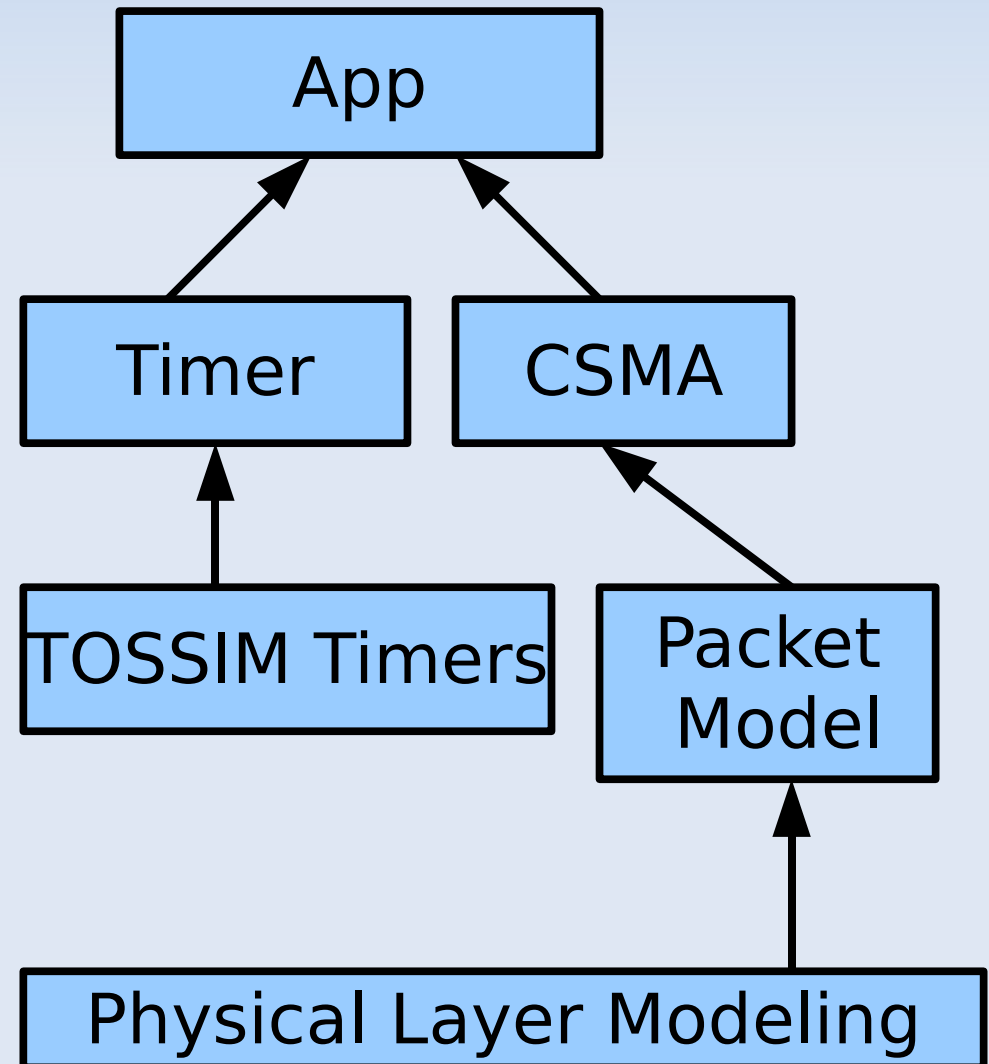 App
Timer
CSMA
TOSSIM Timers
Packet
Model
Physical Layer Modeling